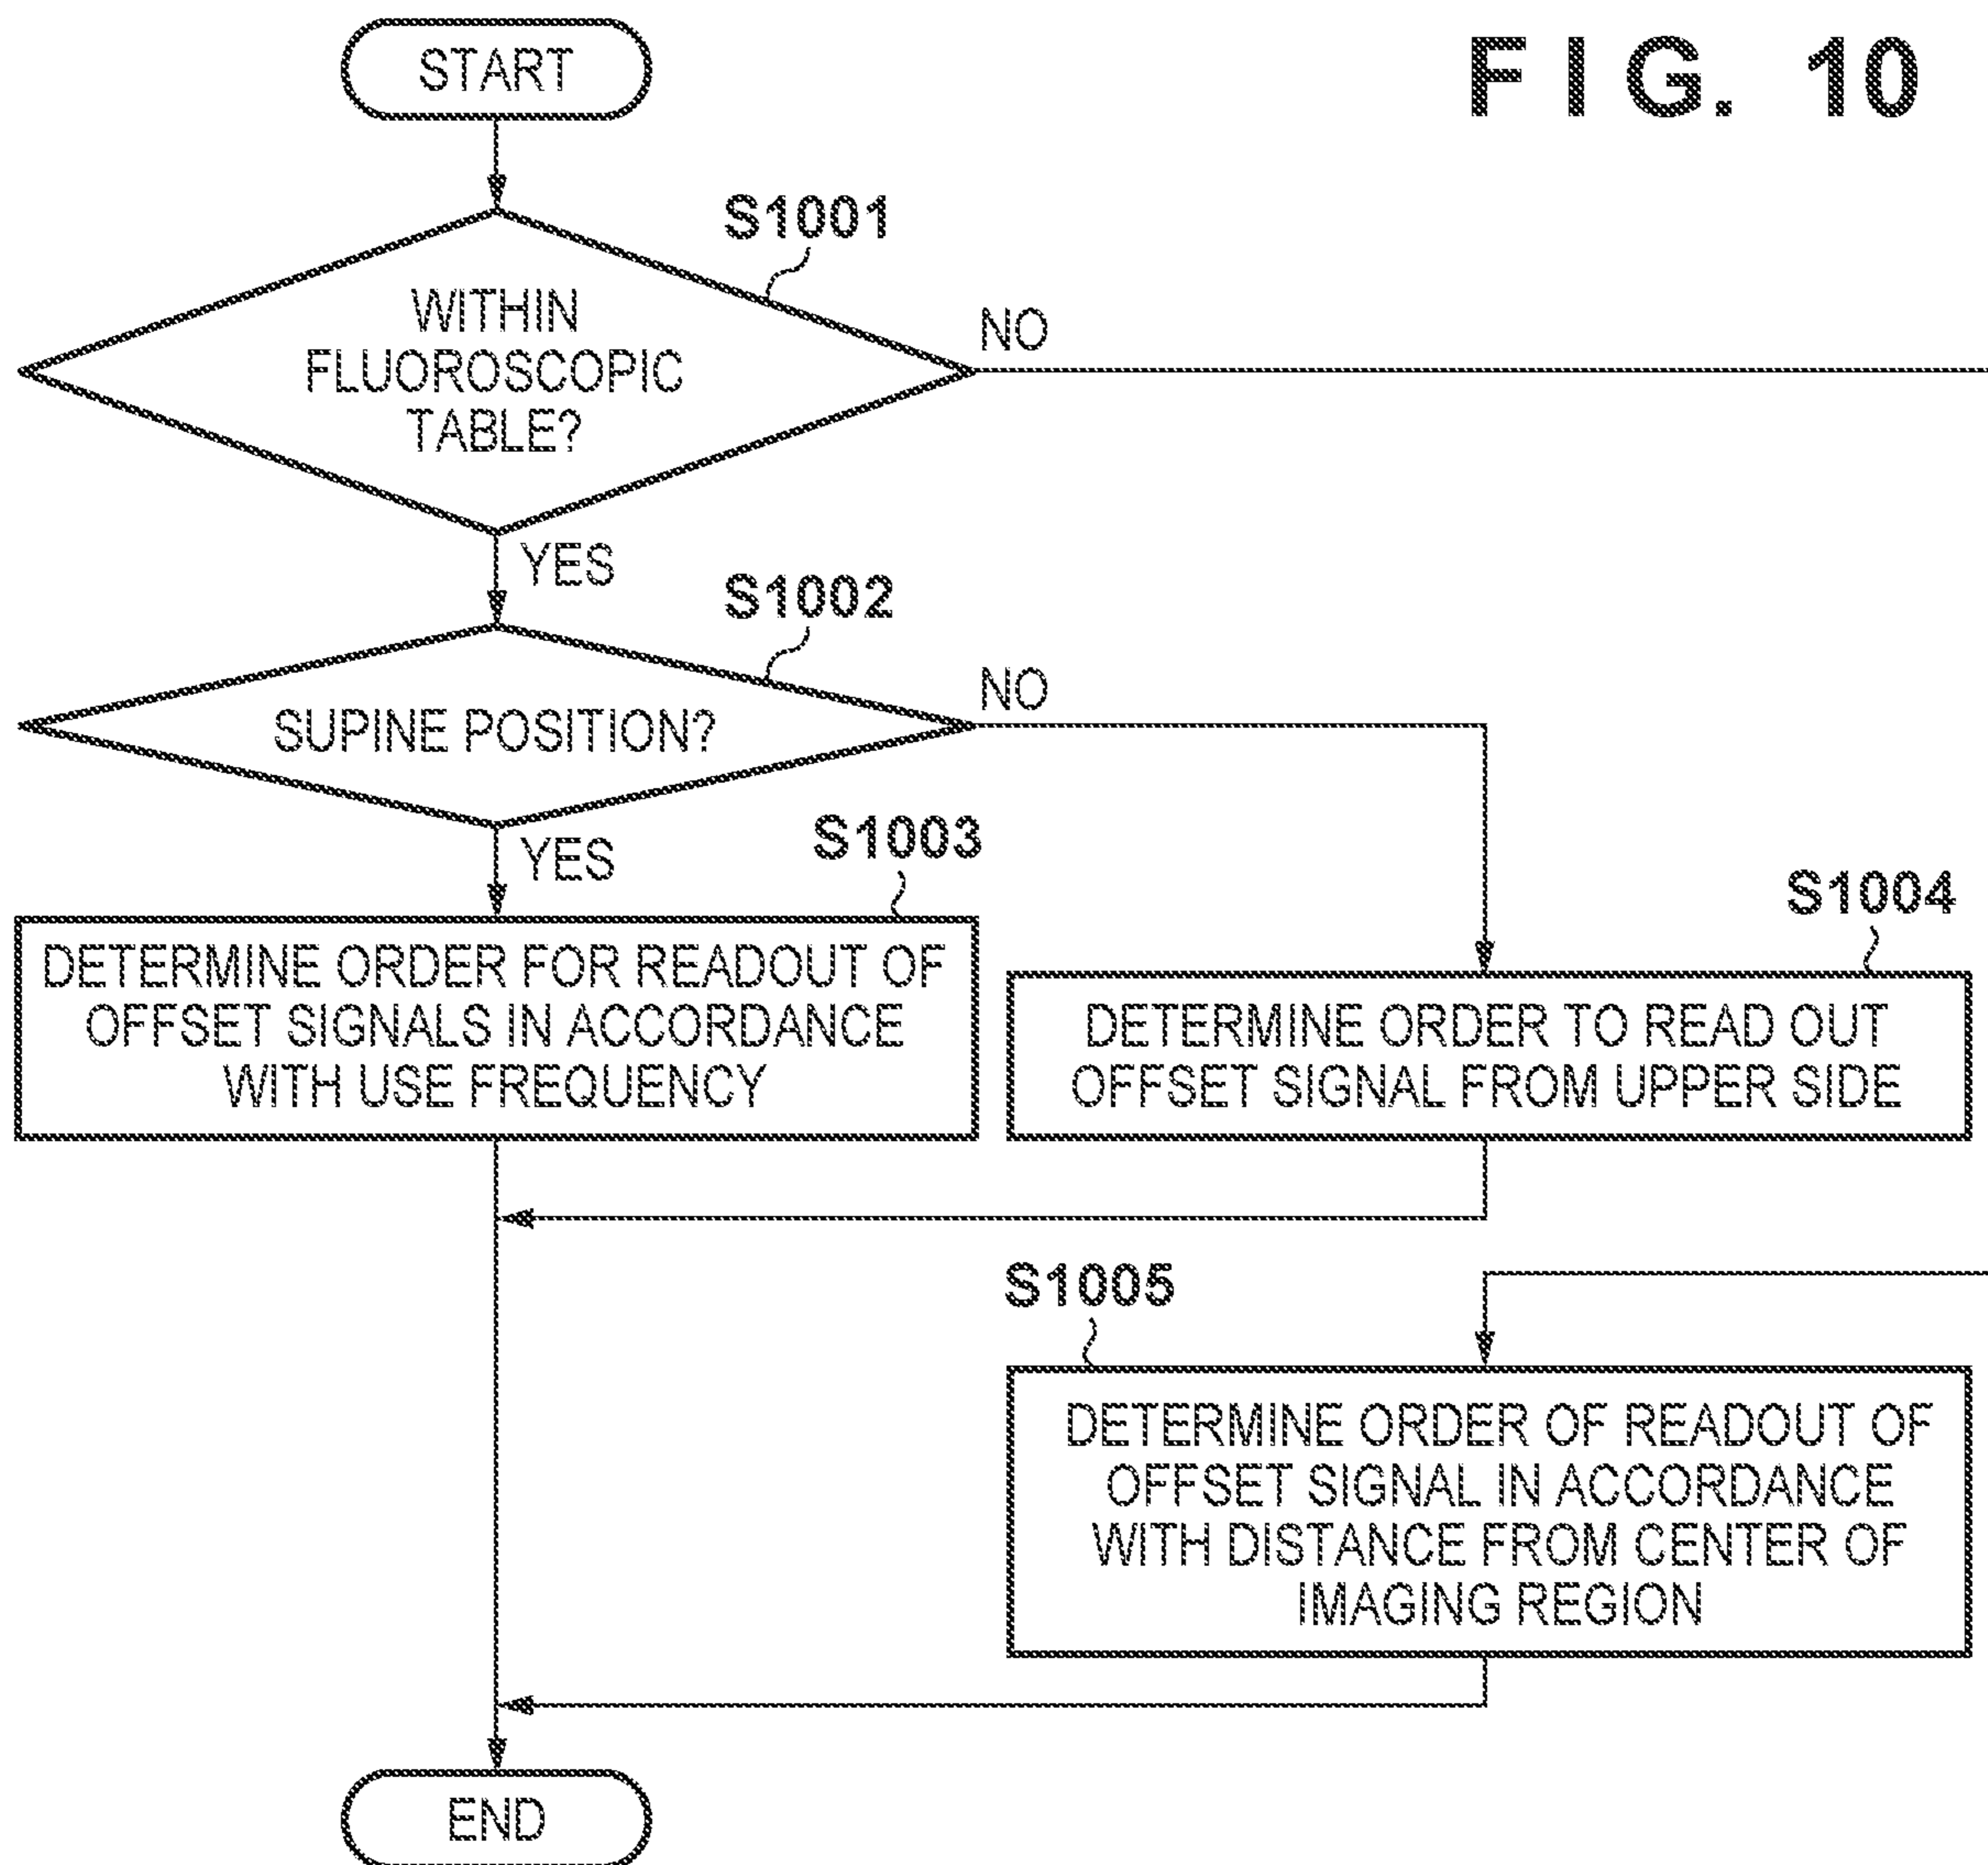 FIG. 10
START
S1001
WITHIN
FLUOROSCOPIC
TABLE?
NO
YES
S1002
SUPINE POSITION?
NO
YES
S1003
DETERMINE ORDER FOR READOUT OF
OFFSET SIGNALS IN ACCORDANCE
WITH USE FREQUENCY
S1004
DETERMINE ORDER TO READ OUT
OFFSET SIGNAL FROM UPPER SIDE
S1005
DETERMINE ORDER OF READOUT OF
OFFSET SIGNAL IN ACCORDANCE
WITH DISTANCE FROM CENTER OF
IMAGING REGION
END